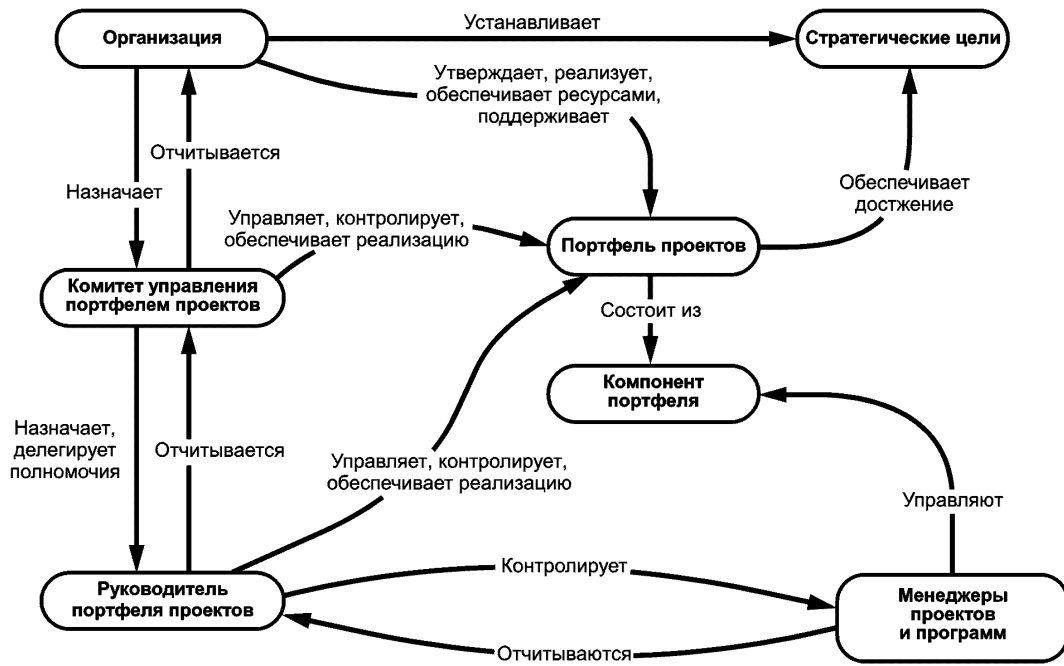 Организация
Устанавливает
Стратегические цели
Утверждает, реализует,
обеспечивает ресурсами,
поддерживает
Отчитывается
Назначает
Обеспечивает
достжение
Управляет, контролирует,
обеспечивает реализацию
Портфель проектов
Комитет управления
портфелем проектов
Состоит из
Компонент
портфеля
Назначает,
делегирует
полномочия
Отчитывается
Управляет, контролирует,
обеспечивает реализацию
Управляют
Контролирует
Руководитель
портфеля проектов
Менеджеры
проектов
и программ
Отчитываются